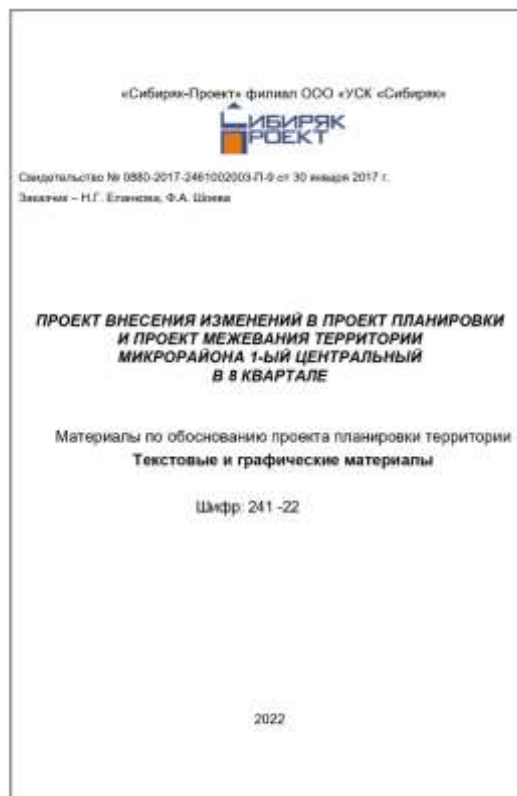 «Сибиряк-Проект» филиал ООО «УСК «Сибиряк»
СИБИРЯК
ПРОЕКТ
Свидетельство № 0880-2017-2461002003-П-9 от 30 января 2017 г.
Заказчик – Н.Г. Ф.А. Шоева
ПРОЕКТ ВНЕСЕНИЯ ИЗМЕНЕНИЙ В ПРОЕКТ ПЛАНИРОВКИ
И ПРОЕКТ МЕЖЕВАНИЯ ТЕРРИТОРИИ
МИКРОРАЙОНА 1-ЫЙ ЦЕНТРАЛЬНЫЙ
В 8 КВАРТАЛЕ
Материалы по обоснованию проекта планировки территории
Текстовые и графические материалы
Шифр: 241 -22
2022